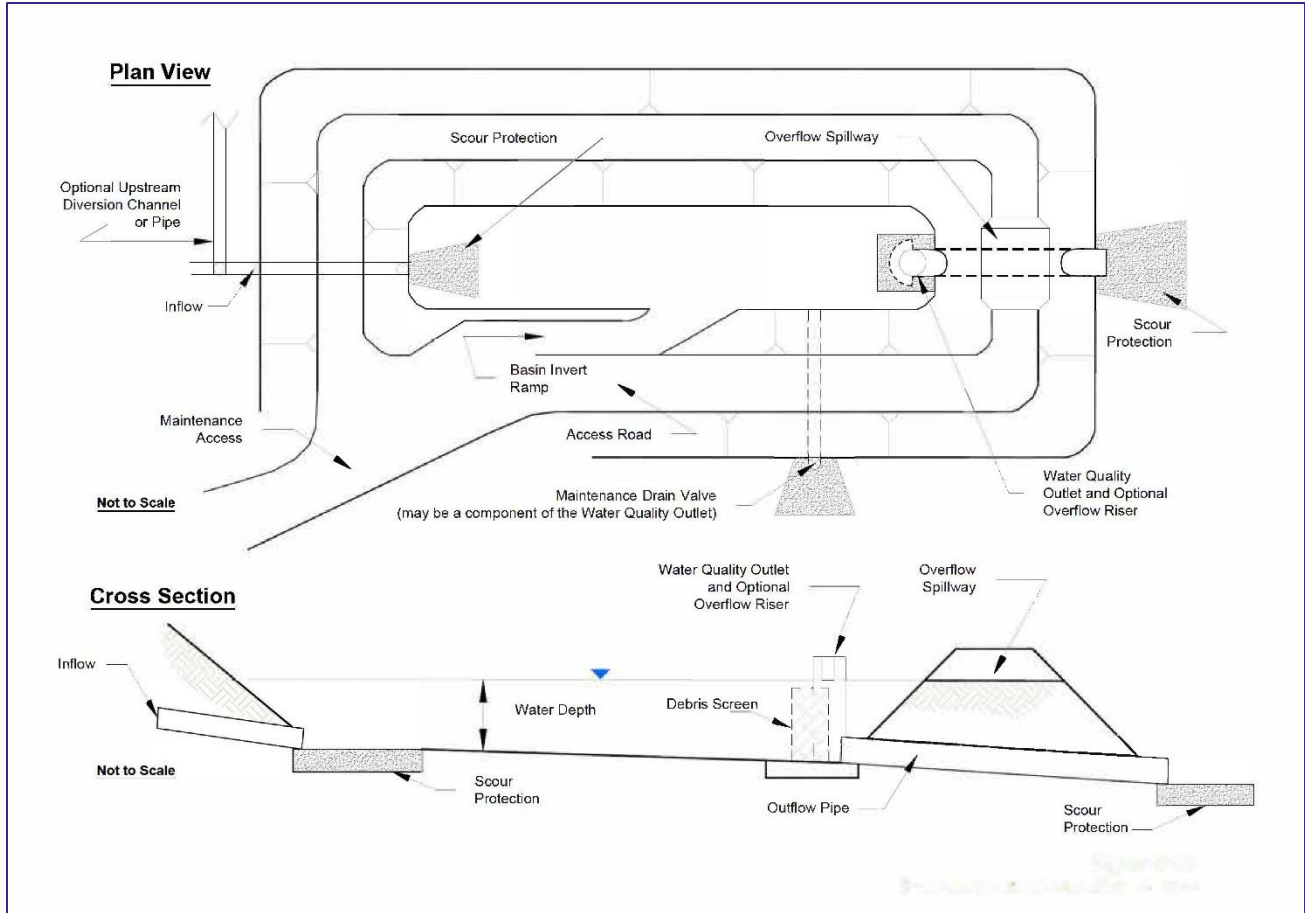 Plan View
Scour Protection
Overflow Spillway
Optional Upstream
Diversion Channel
or Pipe
Inflow
Scour
Protection
Basin Invert
Ramp
Maintenance
Access
Access Road
Not to Scale
Maintenance Drain Valve
(may be a component of the Water Quality Outlet)
Water Quality
Outlet and Optional
Overflow Riser
Cross Section
Water Quality Outlet
and Optional
Overflow Riser
Overflow
Spillway
Inflow
Water Depth
Debris Screen
Not to Scale
Scour
Protection
Outflow Pipe
Scour
Protection